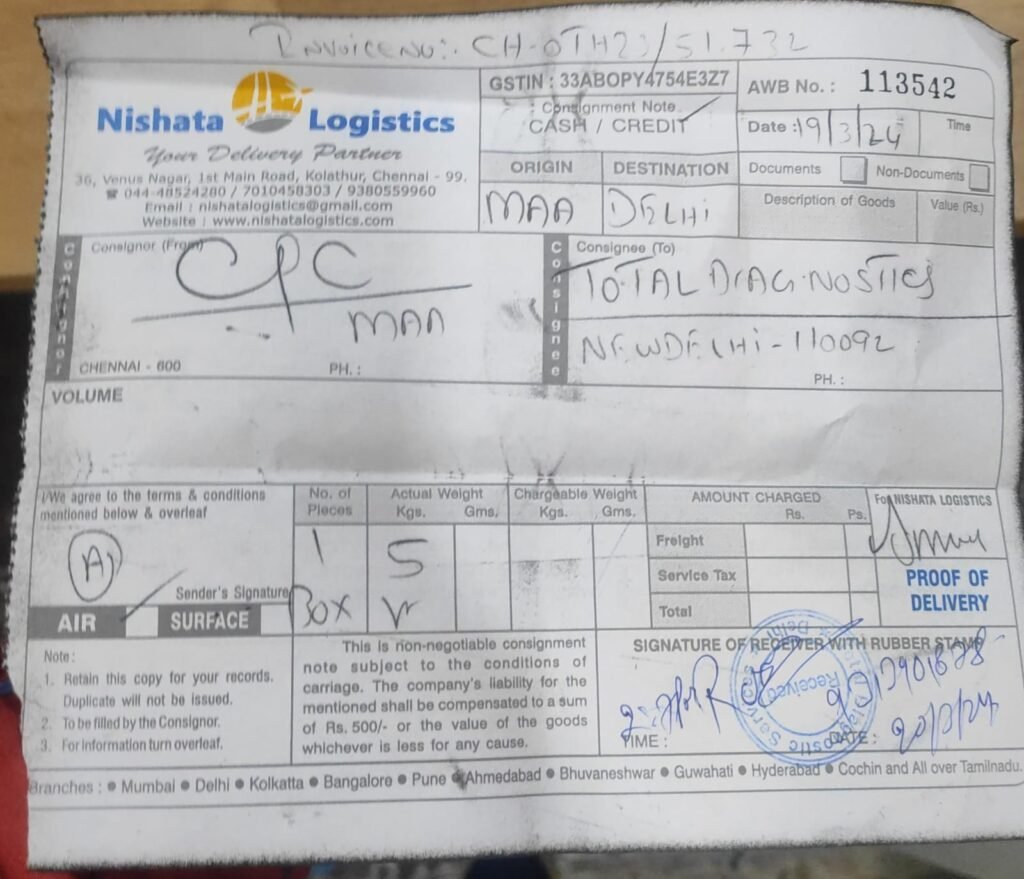 INVOICE NO:. CH-OTH23/51.732
Nishata Logistics
Your Delivery Partner
36, Venus Nagar, 1st Main Road, Kolathur, Chennai - 99.
☎ 044-48524280 / 7010458303 / 9380559960
Email : nishatalogistics@gmail.com
Website : www.nishatalogistics.com
GSTIN : 33ABOPY4754E3Z7
Consignment Note
CASH / CREDIT
AWB No. : 113542
Date : 19/3/24 Time
ORIGIN DESTINATION
MAA DELHI
Documents Non-Documents
Description of Goods Value (Rs.)
Consignor
Consignor (From)
CPC
MAA
CHENNAI - 600 PH. :
Consignee
Consignee (To)
TOTAL DIAGNOSTICS
NEWDELHI - 110092
PH. :
VOLUME
I/We agree to the terms & conditions
mentioned below & overleaf
Sender's Signature
AIR SURFACE
No. of
Pieces
1
BOX
Actual Weight
Kgs. Gms.
5
Chargeable Weight
Kgs. Gms.
AMOUNT CHARGED
Rs. Ps.
Freight
Service Tax
Total
For NISHATA LOGISTICS
PROOF OF
DELIVERY
Note :
1. Retain this copy for your records.
Duplicate will not be issued.
2. To be filled by the Consignor.
3. For information turn overleaf.
This is non-negotiable consignment
note subject to the conditions of
carriage. The company's liability for the
mentioned shall be compensated to a sum
of Rs. 500/- or the value of the goods
whichever is less for any cause.
SIGNATURE OF RECEIVER WITH RUBBER STAMP
Diagnostic Services
Delhi
Received
TIME : DATE :
Branches : ● Mumbai ● Delhi ● Kolkatta ● Bangalore ● Pune ● Ahmedabad ● Bhuvaneshwar ● Guwahati ● Hyderabad ● Cochin and All over Tamilnadu.